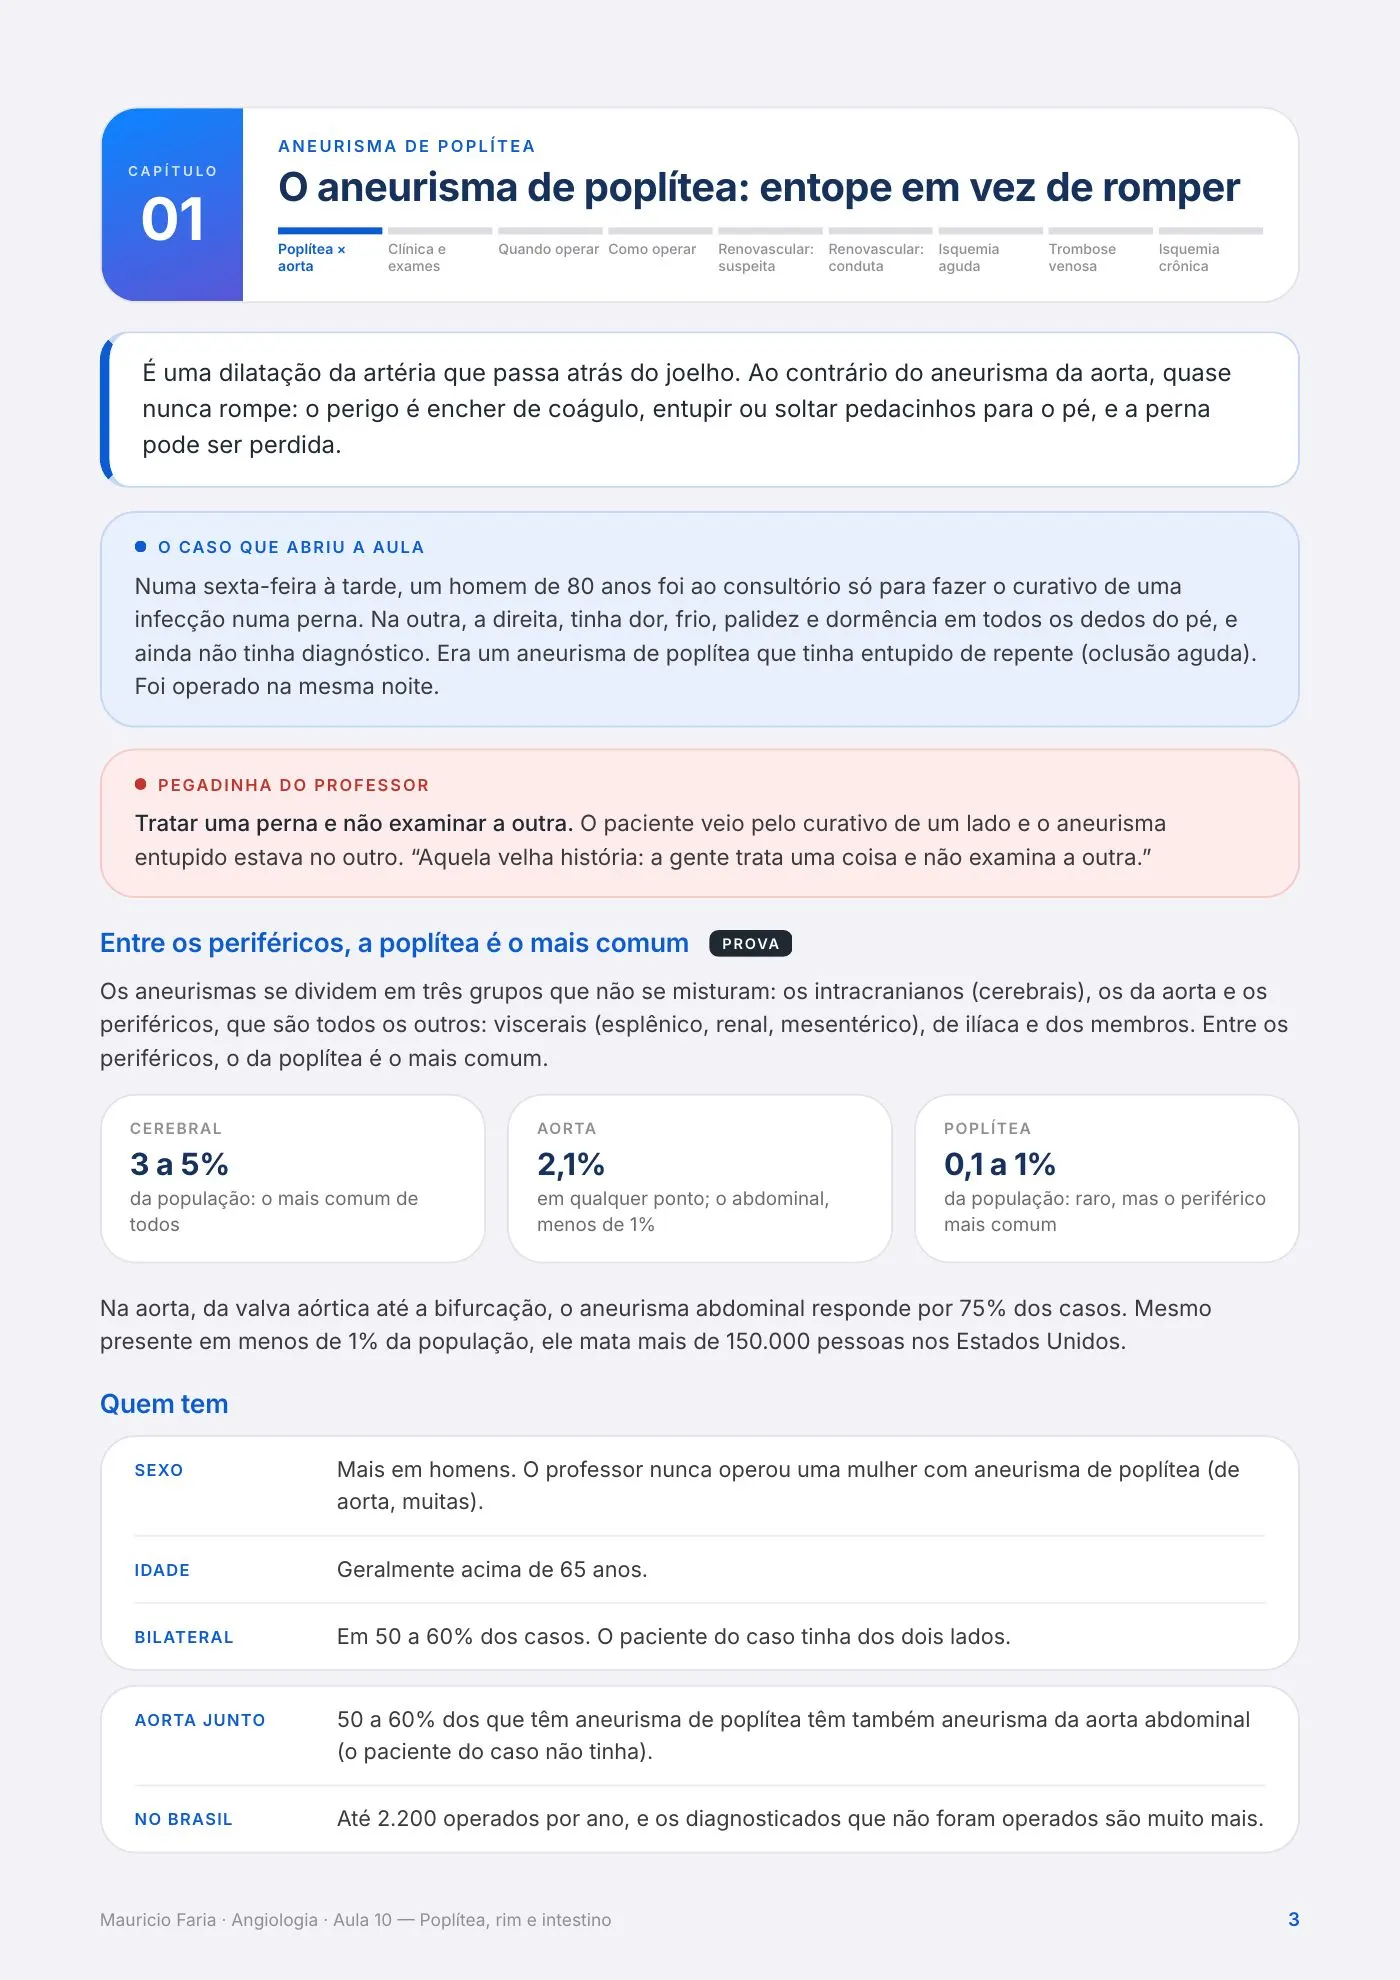 CAPÍTULO
01
ANEURISMA DE POPLÍTEA
O aneurisma de poplítea: entope em vez de romper
Poplítea × aorta
Clínica e exames
Quando operar
Como operar
Renovascular: suspeita
Renovascular: conduta
Isquemia aguda
Trombose venosa
Isquemia crônica
É uma dilatação da artéria que passa atrás do joelho. Ao contrário do aneurisma da aorta, quase
nunca rompe: o perigo é encher de coágulo, entupir ou soltar pedacinhos para o pé, e a perna
pode ser perdida.
O CASO QUE ABRIU A AULA
Numa sexta-feira à tarde, um homem de 80 anos foi ao consultório só para fazer o curativo de uma
infecção numa perna. Na outra, a direita, tinha dor, frio, palidez e dormência em todos os dedos do pé, e
ainda não tinha diagnóstico. Era um aneurisma de poplítea que tinha entupido de repente (oclusão aguda).
Foi operado na mesma noite.
PEGADINHA DO PROFESSOR
Tratar uma perna e não examinar a outra. O paciente veio pelo curativo de um lado e o aneurisma
entupido estava no outro. “Aquela velha história: a gente trata uma coisa e não examina a outra.”
Entre os periféricos, a poplítea é o mais comum PROVA
Os aneurismas se dividem em três grupos que não se misturam: os intracranianos (cerebrais), os da aorta e os
periféricos, que são todos os outros: viscerais (esplênico, renal, mesentérico), de ilíaca e dos membros. Entre os
periféricos, o da poplítea é o mais comum.
CEREBRAL
3 a 5%
da população: o mais comum de
todos
AORTA
2,1%
em qualquer ponto; o abdominal,
menos de 1%
POPLÍTEA
0,1 a 1%
da população: raro, mas o periférico
mais comum
Na aorta, da valva aórtica até a bifurcação, o aneurisma abdominal responde por 75% dos casos. Mesmo
presente em menos de 1% da população, ele mata mais de 150.000 pessoas nos Estados Unidos.
Quem tem
SEXO
Mais em homens. O professor nunca operou uma mulher com aneurisma de poplítea (de
aorta, muitas).
IDADE
Geralmente acima de 65 anos.
BILATERAL
Em 50 a 60% dos casos. O paciente do caso tinha dos dois lados.
AORTA JUNTO
50 a 60% dos que têm aneurisma de poplítea têm também aneurisma da aorta abdominal
(o paciente do caso não tinha).
NO BRASIL
Até 2.200 operados por ano, e os diagnosticados que não foram operados são muito mais.
Mauricio Faria · Angiologia · Aula 10 — Poplítea, rim e intestino
3